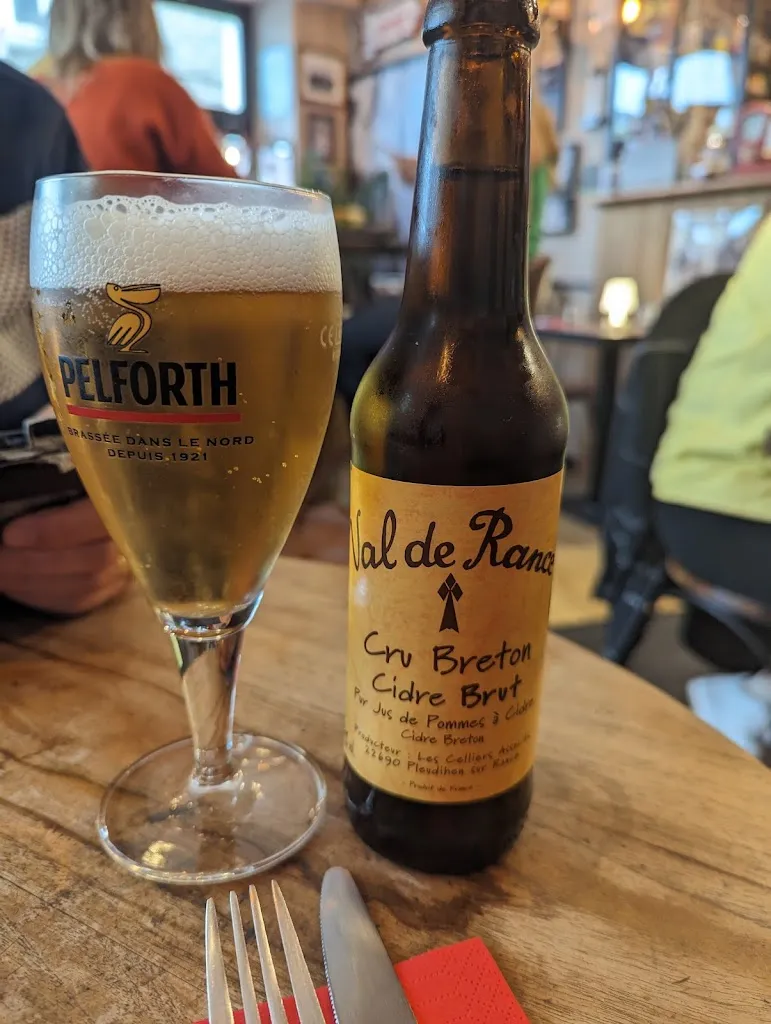 PELFORTH
BRASSÉE DANS LE NORD
DEPUIS 1921
Val de Rance
Cru Breton
Cidre Brut
Pur Jus de Pommes à Cidre
Cidre Breton
Producteur : Les Celliers
22690 Pleudihen sur Rance
Produit de France